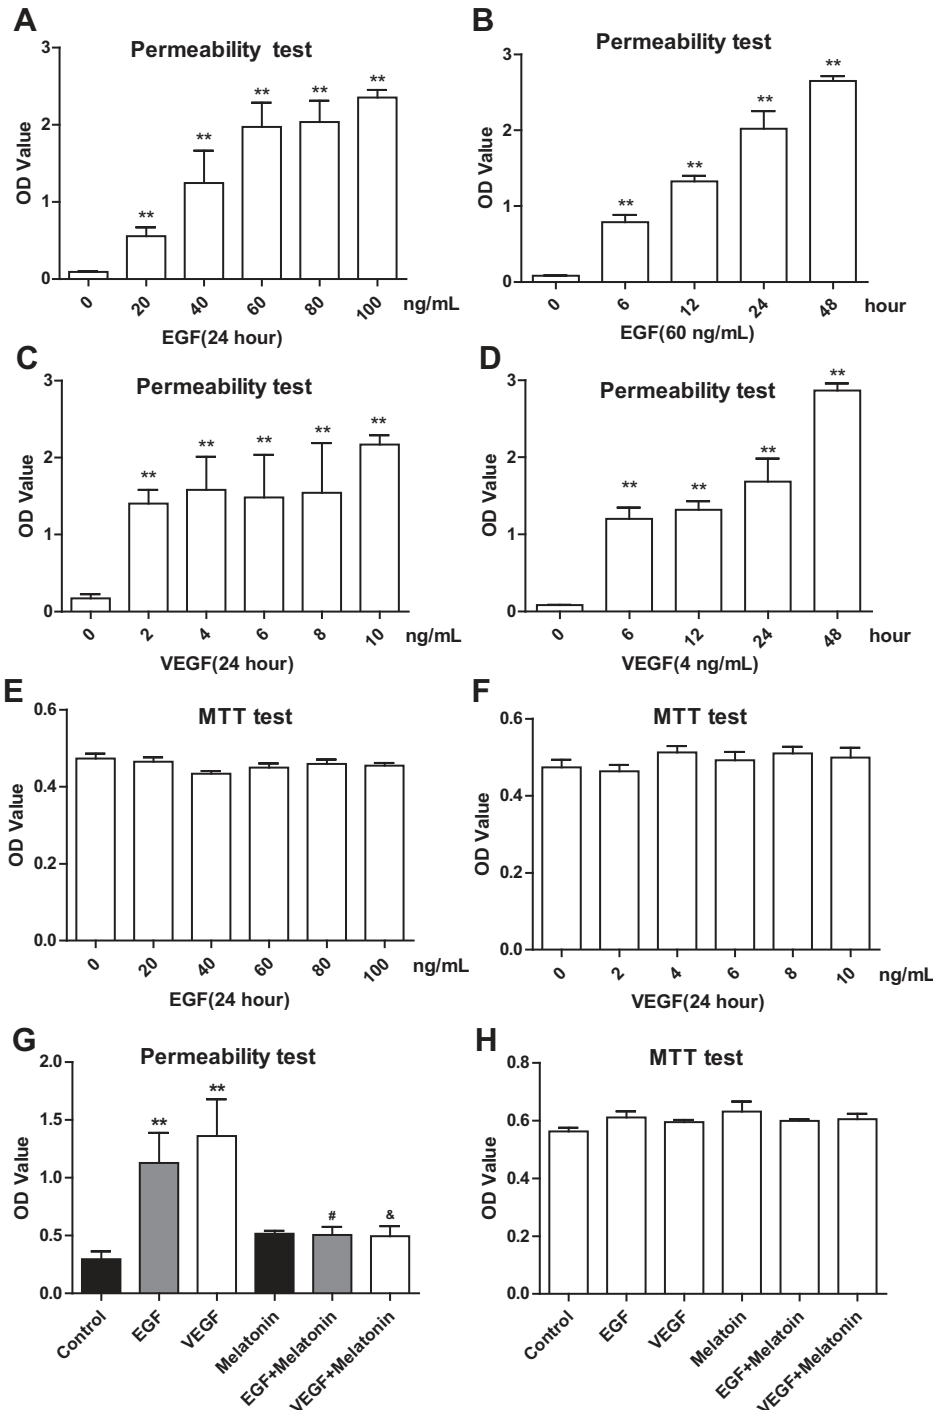 A
Permeability test
3
2
1
0
OD Value
**
**
**
**
**
0
20
40
60
80
100
ng/mL
EGF(24 hour)
B
Permeability test
3
2
1
0
OD Value
**
**
**
**
0
6
12
24
48
hour
EGF(60 ng/mL)
C
Permeability test
3
2
1
0
OD Value
**
**
**
**
**
0
2
4
6
8
10
ng/mL
VEGF(24 hour)
D
Permeability test
3
2
1
0
OD Value
**
**
**
**
0
6
12
24
48
hour
VEGF(4 ng/mL)
E
MTT test
0.6
0.4
0.2
0.0
OD Value
0
20
40
60
80
100
ng/mL
EGF(24 hour)
F
MTT test
0.6
0.4
0.2
0.0
OD Value
0
2
4
6
8
10
ng/mL
VEGF(24 hour)
G
Permeability test
2.0
1.5
1.0
0.5
0.0
OD Value
**
**
#
&
Control
EGF
VEGF
Melatonin
EGF+Melatonin
VEGF+Melatonin
H
MTT test
0.8
0.6
0.4
0.2
0.0
OD Value
Control
EGF
VEGF
Melatoin
EGF+Melatoin
VEGF+Melatonin